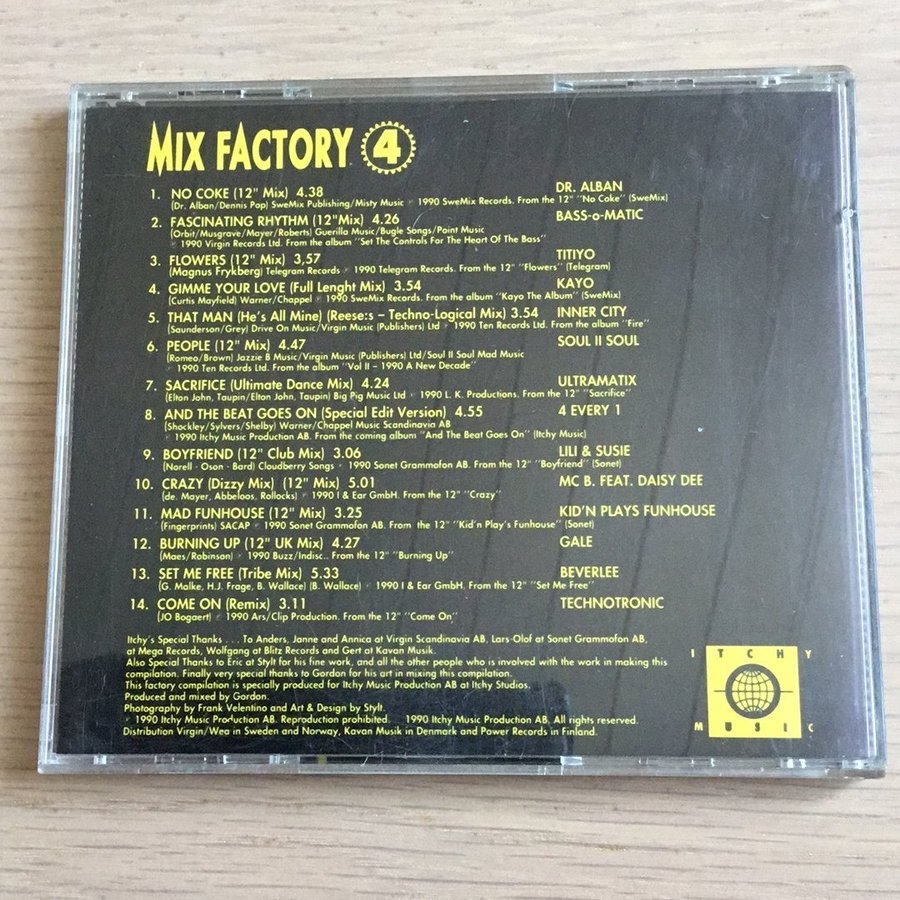 MIX FACTORY 4
1. NO COKE (12" Mix) 4.38 DR. ALBAN
(Dr. Alban/Dennis Pop) SweMix Publishing/Misty Music ℗ 1990 SweMix Records. From the 12" "No Coke" (SweMix)
2. FASCINATING RHYTHM (12"Mix) 4.26 BASS-o-MATIC
(Orbit/Musgrave/Mayer/Roberts) Guerilla Music/Bugle Songs/Point Music
℗ 1990 Virgin Records Ltd. From the album "Set The Controls For The Heart Of The Bass"
3. FLOWERS (12" Mix) 3,57 TITIYO
(Magnus Frykberg) Telegram Records ℗ 1990 Telegram Records. From the 12" "Flowers" (Telegram)
4. GIMME YOUR LOVE (Full Lenght Mix) 3.54 KAYO
(Curtis Mayfield) Warner/Chappel ℗ 1990 SweMix Records. From the album "Kayo The Album" (SweMix)
5. THAT MAN (He's All Mine) (Reese:s – Techno-Logical Mix) 3.54 INNER CITY
(Saunderson/Grey) Drive On Music/Virgin Music (Publishers) Ltd ℗ 1990 Ten Records Ltd. From the album "Fire"
6. PEOPLE (12" Mix) 4.47 SOUL II SOUL
(Romeo/Brown) Jazzie B Music/Virgin Music (Publishers) Ltd/Soul II Soul Mad Music
℗ 1990 Ten Records Ltd. From the album "Vol II – 1990 A New Decade"
7. SACRIFICE (Ultimate Dance Mix) 4.24 ULTRAMATIX
(Elton John, Taupin/Elton John, Taupin) Big Pig Music Ltd ℗ 1990 L. K. Productions. From the 12" "Sacrifice"
8. AND THE BEAT GOES ON (Special Edit Version) 4.55 4 EVERY 1
(Shockley/Sylvers/Shelby) Warner/Chappel Music Scandinavia AB
℗ 1990 Itchy Music Production AB. From the coming album "And The Beat Goes On" (Itchy Music)
9. BOYFRIEND (12" Club Mix) 3.06 LILI & SUSIE
(Norell - Oson - Bard) Cloudberry Songs ℗ 1990 Sonet Grammofon AB. From the 12" "Boyfriend" (Sonet)
10. CRAZY (Dizzy Mix) (12" Mix) 5.01 MC B. FEAT. DAISY DEE
(de. Mayer, Abbeloos, Rollocks) ℗ 1990 I & Ear GmbH. From the 12" "Crazy"
11. MAD FUNHOUSE (12" Mix) 3.25 KID'N PLAYS FUNHOUSE
(Fingerprints) SACAP ℗ 1990 Sonet Grammofon AB. From the 12" "Kid'n Play's Funhouse" (Sonet)
12. BURNING UP (12" UK Mix) 4.27 GALE
(Maes/Robinson) ℗ 1990 Buzz/Indisc.. From the 12" "Burning Up"
13. SET ME FREE (Tribe Mix) 5.33 BEVERLEE
(G. Malke, H.J. Frage, B. Wallace) (B. Wallace) ℗ 1990 I & Ear GmbH. From the 12" "Set Me Free"
14. COME ON (Remix) 3.11 TECHNOTRONIC
(JO Bogaert) ℗ 1990 Ars/Clip Production. From the 12" "Come On"
Itchy's Special Thanks . . . To Anders, Janne and Annica at Virgin Scandinavia AB, Lars-Olof at Sonet Grammofon AB,
at Mega Records, Wolfgang at Blitz Records and Gert at Kavan Musik.
Also Special Thanks to Eric at Stylt for his fine work, and all the other people who is involved with the work in making this
compilation. Finally very special thanks to Gordon for his art in mixing this compilation.
This factory compilation is specially produced for Itchy Music Production AB at Itchy Studios.
Produced and mixed by Gordon.
Photography by Frank Velentino and Art & Design by Stylt.
℗ 1990 Itchy Music Production AB. Reproduction prohibited. 1990 Itchy Music Production AB, All rights reserved.
Distribution Virgin/Wea in Sweden and Norway, Kavan Musik in Denmark and Power Records in Finland.
ITCHY
MUSIC